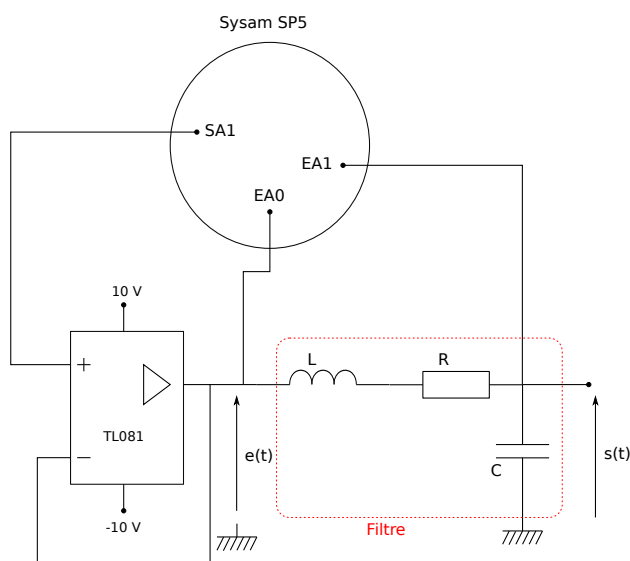 Sysam SP5
SA1
EA1
EA0
10 V
+
L
R
TL081
e(t)
s(t)
−
C
-10 V
Filtre